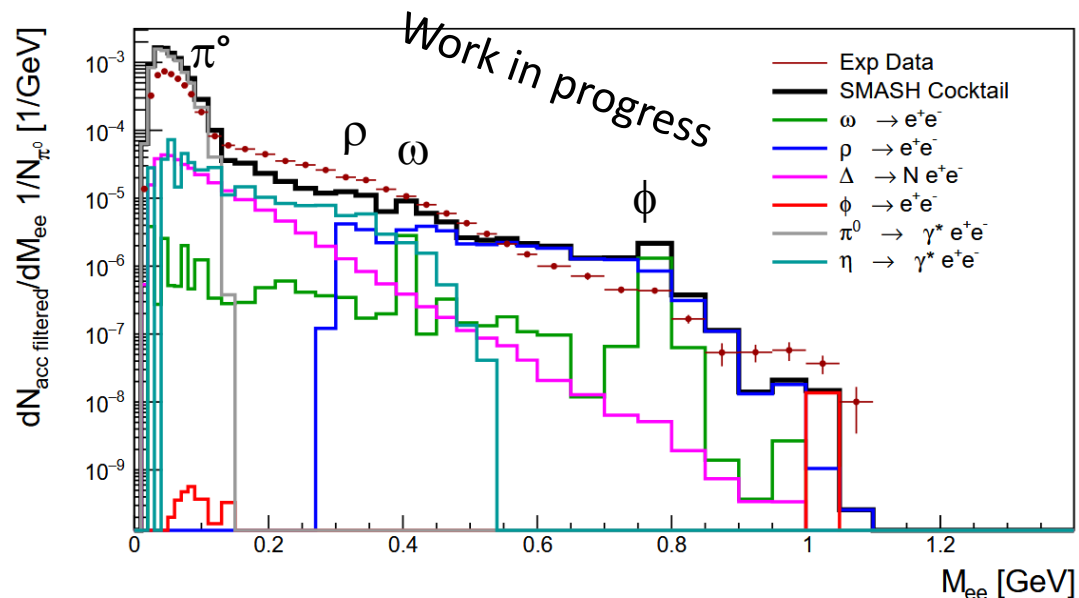 dN_acc filtered/dM_ee 1/N_π⁰ [1/GeV]
10⁻³
10⁻⁴
10⁻⁵
10⁻⁶
10⁻⁷
10⁻⁸
10⁻⁹
π°
ρ
ω
ϕ
Work in progress
Exp Data
SMASH Cocktail
ω → e⁺e⁻
ρ → e⁺e⁻
Δ → N e⁺e⁻
ϕ → e⁺e⁻
π⁰ → γ* e⁺e⁻
η → γ* e⁺e⁻
0 0.2 0.4 0.6 0.8 1 1.2
M_ee [GeV]